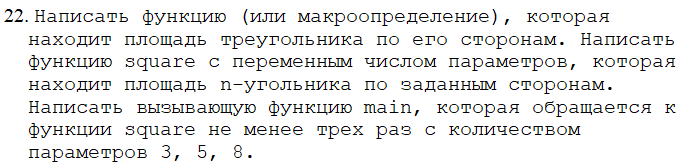 22. Написать функцию (или макроопределение), которая
находит площадь треугольника по его сторонам. Написать
функцию square с переменным числом параметров, которая
находит площадь n-угольника по заданным сторонам.
Написать вызывающую функцию main, которая обращается к
функции square не менее трех раз с количеством
параметров 3, 5, 8.